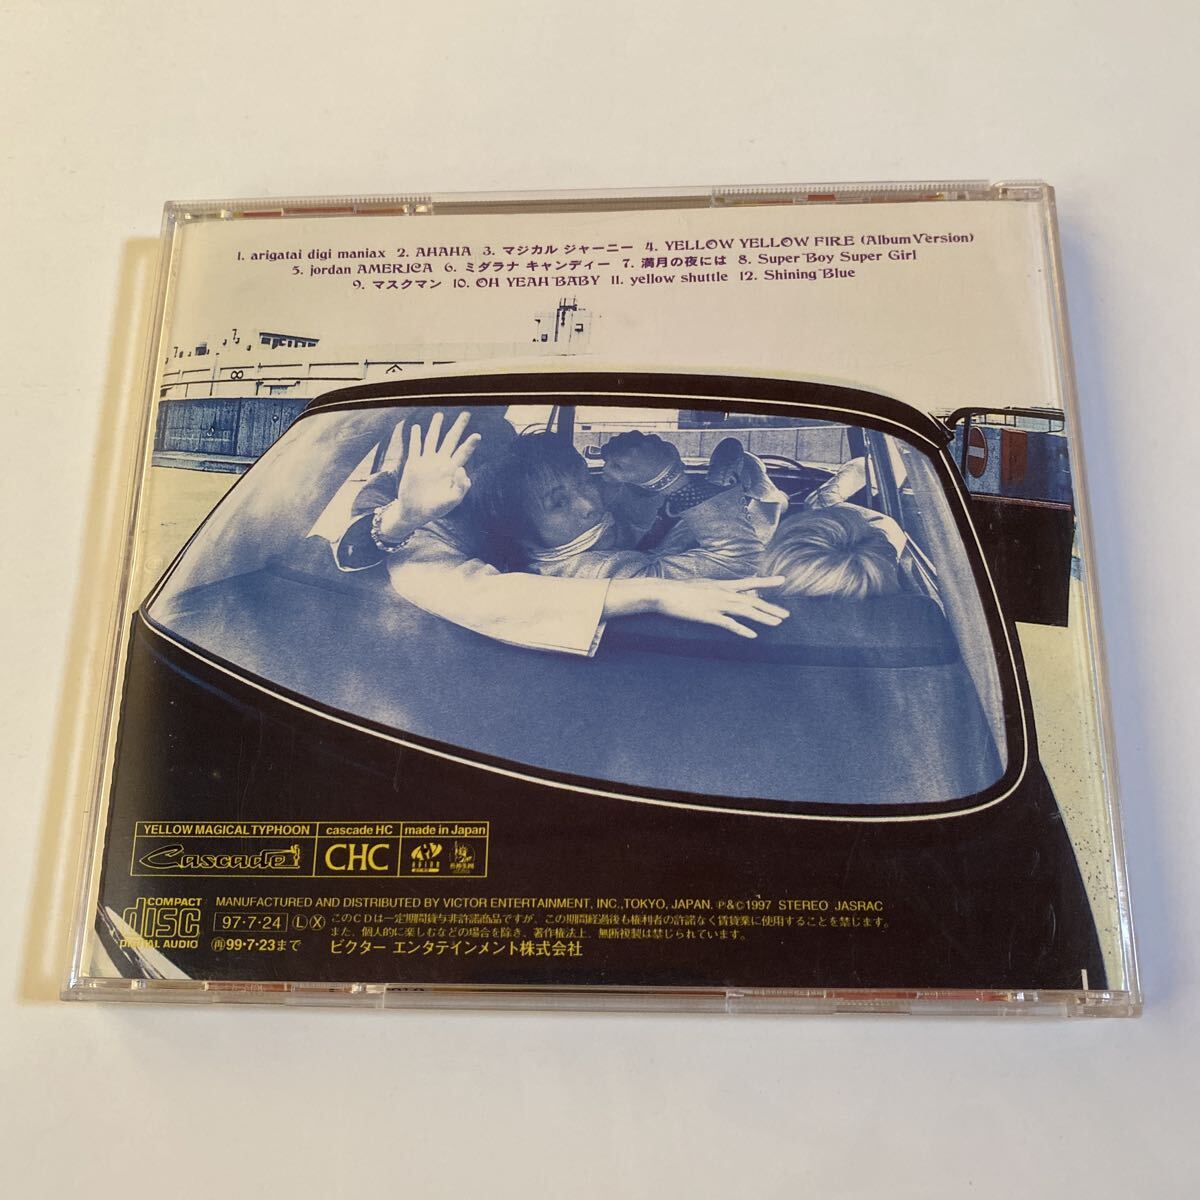 1. arigatai digi maniax 2. AHAHA 3. マジカル ジャーニー 4. YELLOW YELLOW FIRE (Album Version)
5. jordan AMERICA 6. ミダラナ キャンディー 7. 満月の夜には 8. Super Boy Super Girl
9. マスクマン 10. OH YEAH BABY 11. yellow shuttle 12. Shining Blue
YELLOW MAGICAL TYPHOON cascade HC made in Japan
Cascade CHC
COMPACT disc DIGITAL AUDIO
MANUFACTURED AND DISTRIBUTED BY VICTOR ENTERTAINMENT, INC., TOKYO, JAPAN. P & C 1997 STEREO JASRAC
97・7・24 Ⓛ Ⓧ このCDは一定期間貸与非許諾商品ですが、この期間経過後も権利者の許諾なく賃貸業に使用することを禁じます。
また、個人的に楽しむなどの場合を除き、著作権法上、無断複製は禁じられています。
再99・7・23まで ビクター エンタテインメント株式会社